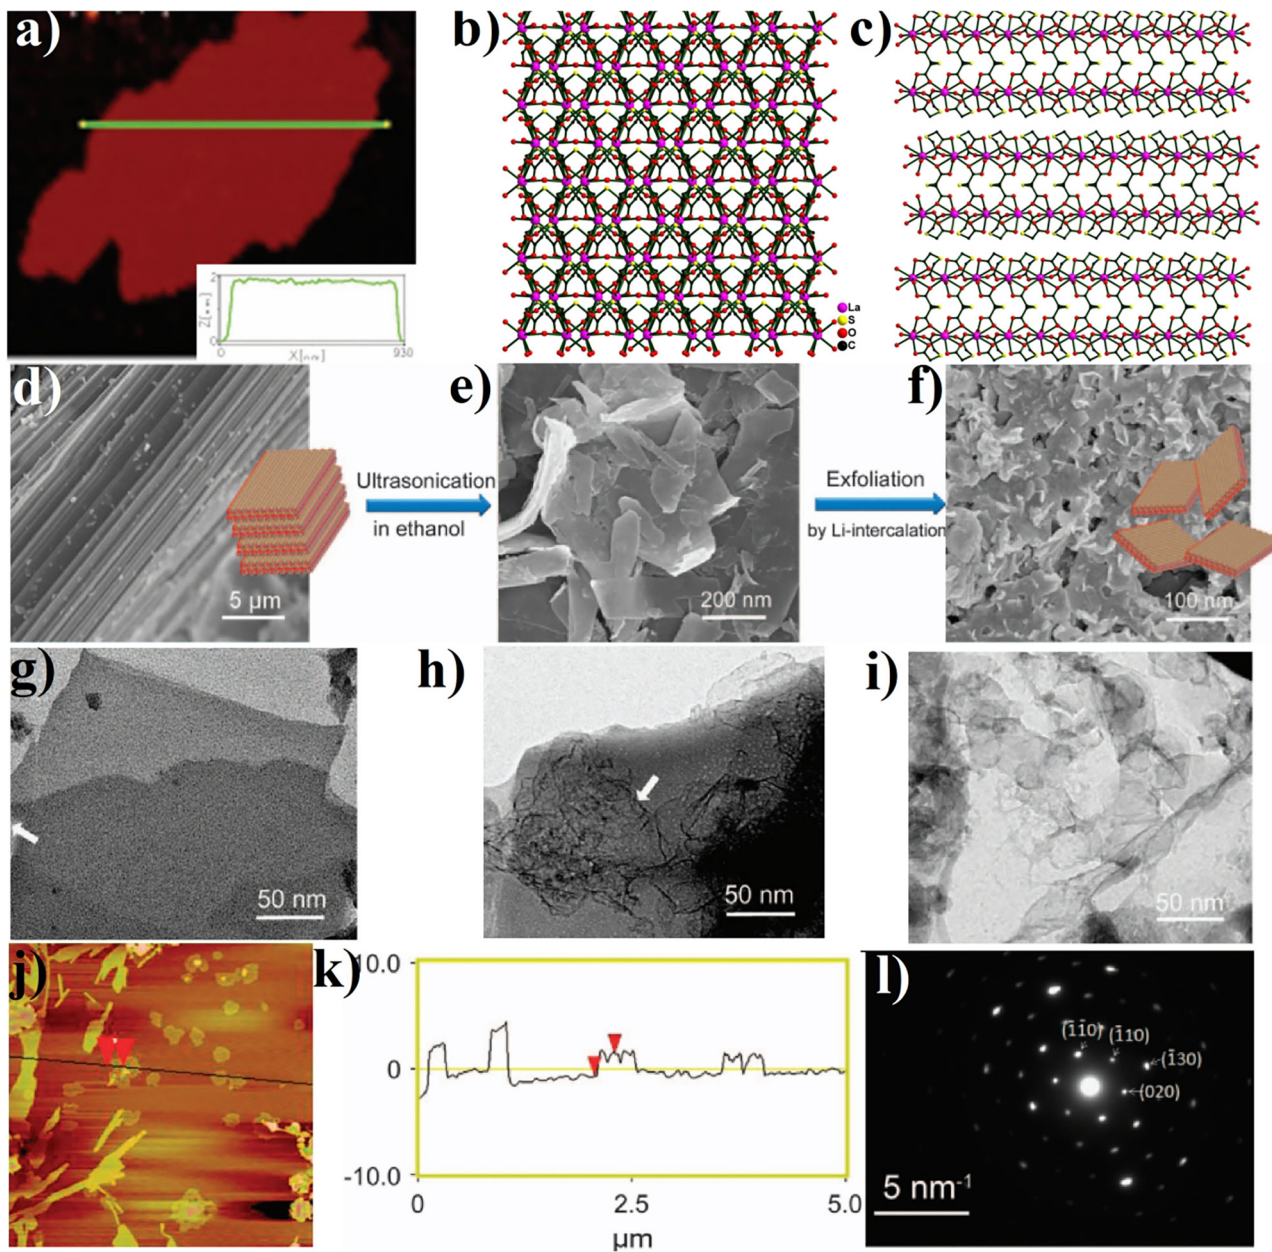 a)
2
Z[
0
0
X[
930
b)
La
S
O
C
c)
d)
5 μm
Ultrasonication
in ethanol
e)
200 nm
Exfoliation
by Li-intercalation
f)
100 nm
g)
50 nm
h)
50 nm
i)
50 nm
j)
k)
10.0
0
-10.0
0
2.5
5.0
μm
l)
(1̄1̄0)
(1̄10)
(1̄30)
(020)
5 nm⁻¹